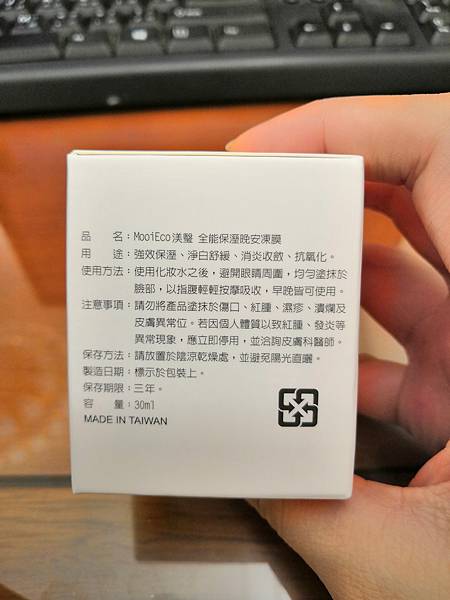 品　　名：MooiEco渼緊 全能保溼晚安凍膜
用　　途：強效保溼、淨白舒緩、消炎收斂、抗氧化。
使用方法：使用化妝水之後，避開眼睛周圍，均勻塗抹於
臉部，以指腹輕輕按摩吸收，早晚皆可使用。
注意事項：請勿將產品塗抹於傷口、紅腫、濕疹、潰爛及
皮膚異常位。若因個人體質以致紅腫、發炎等
異常現象，應立即停用，並洽詢皮膚科醫師。
保存方法：請放置於陰涼乾燥處，並避免陽光直曬。
製造日期：標示於包裝上。
保存期限：三年。
容　　量：30ml
MADE IN TAIWAN